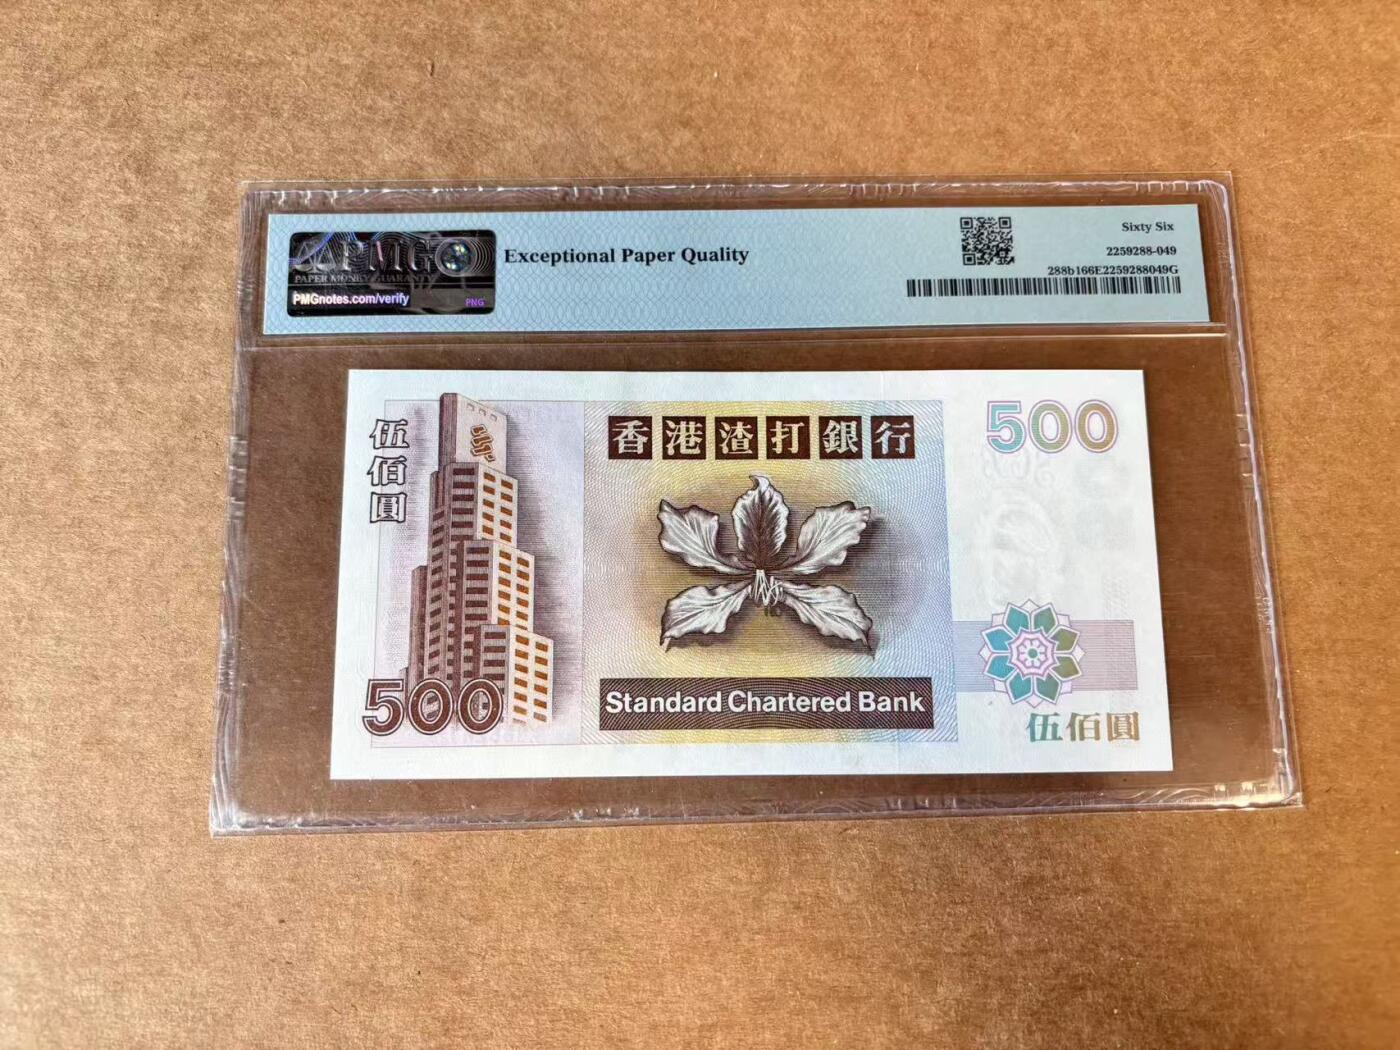 PMG
PAPER MONEY GUARANTY
PMGnotes.com/verify
PNG
Exceptional Paper Quality
Sixty Six
2259288-049
288b166E2259288049G
伍佰圓
香港渣打銀行
500
500
Standard Chartered Bank
伍佰圓